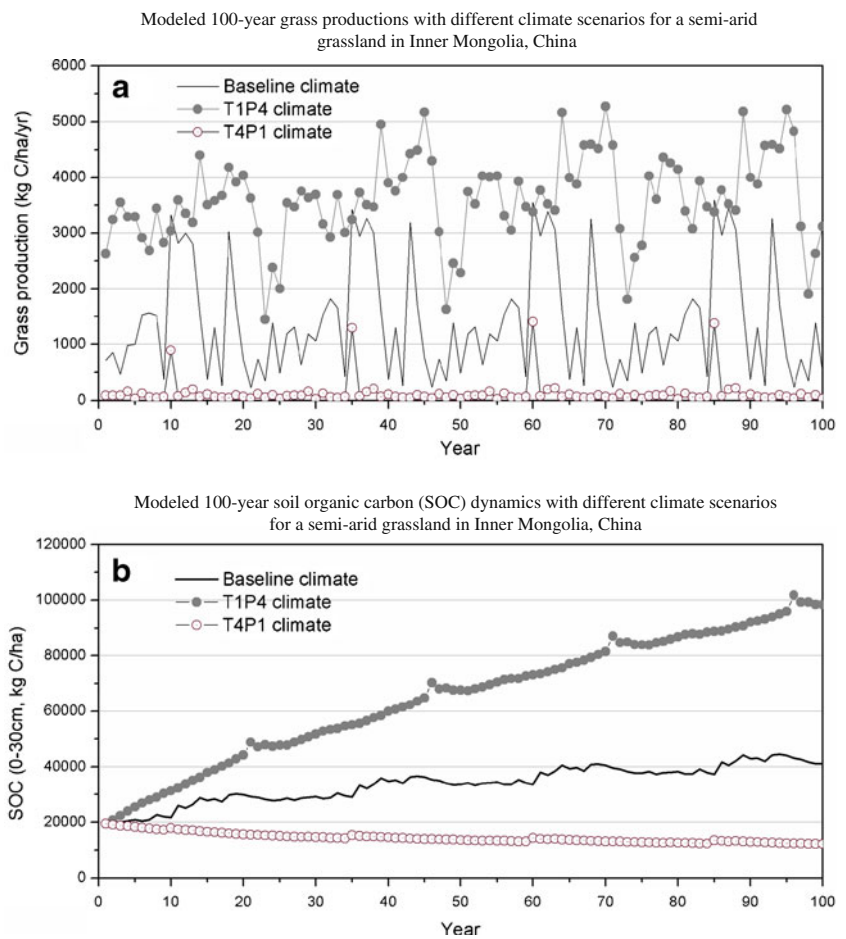 Modeled 100-year grass productions with different climate scenarios for a semi-arid
grassland in Inner Mongolia, China
6000
5000
4000
3000
2000
1000
0
Grass production (kg C/ha/yr)
a
Baseline climate
T1P4 climate
T4P1 climate
0 10 20 30 40 50 60 70 80 90 100
Year
Modeled 100-year soil organic carbon (SOC) dynamics with different climate scenarios
for a semi-arid grassland in Inner Mongolia, China
120000
100000
80000
60000
40000
20000
0
SOC (0-30cm, kg C/ha)
b
Baseline climate
T1P4 climate
T4P1 climate
0 10 20 30 40 50 60 70 80 90 100
Year